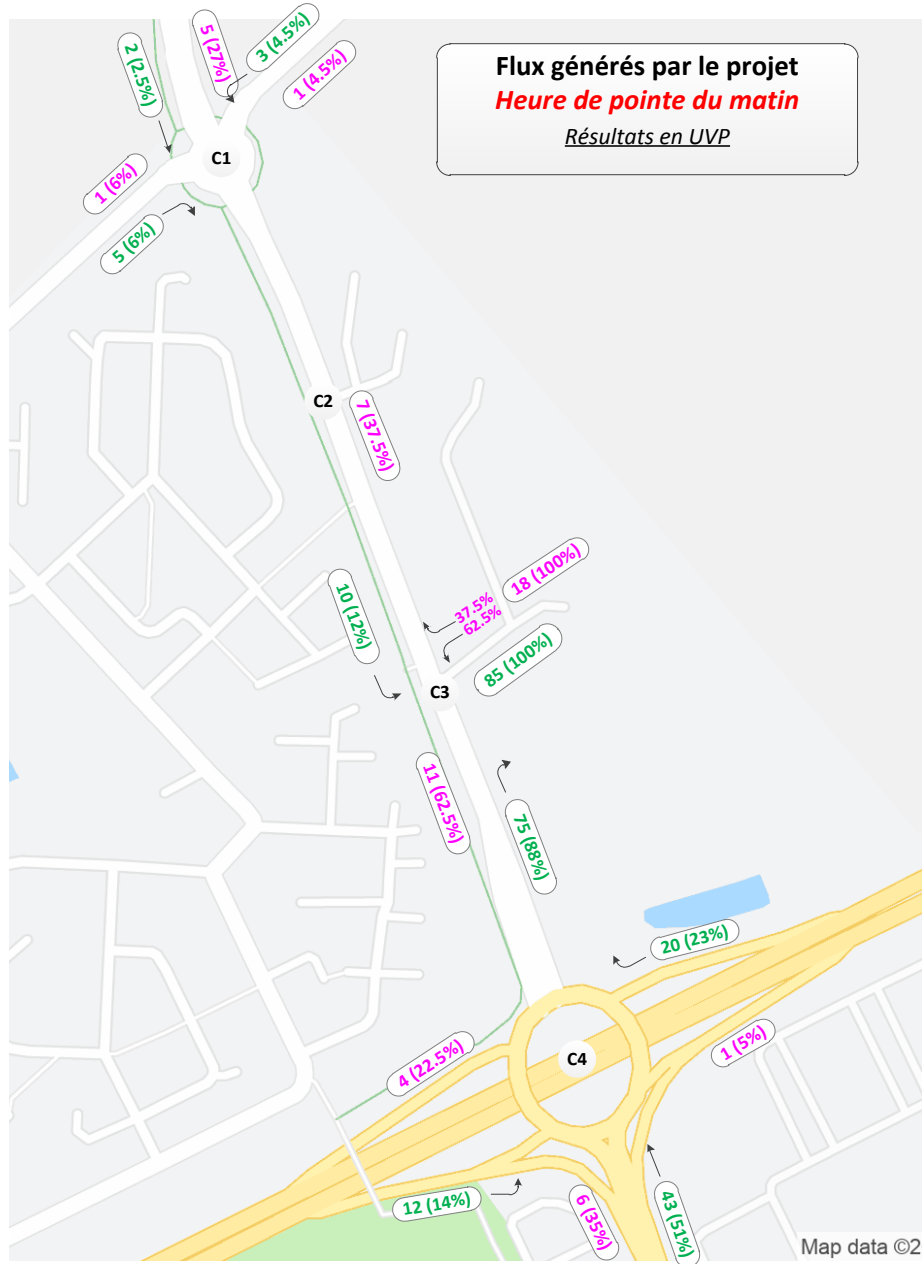 Flux générés par le projet
Heure de pointe du matin
Résultats en UVP
2 (2.5%)
5 (27%)
3 (4.5%)
1 (4.5%)
C1
1 (6%)
5 (6%)
C2
7 (37.5%)
10 (12%)
37.5%
62.5%
18 (100%)
85 (100%)
C3
11 (62.5%)
75 (88%)
20 (23%)
4 (22.5%)
C4
1 (5%)
12 (14%)
6 (35%)
43 (51%)
Map data ©2